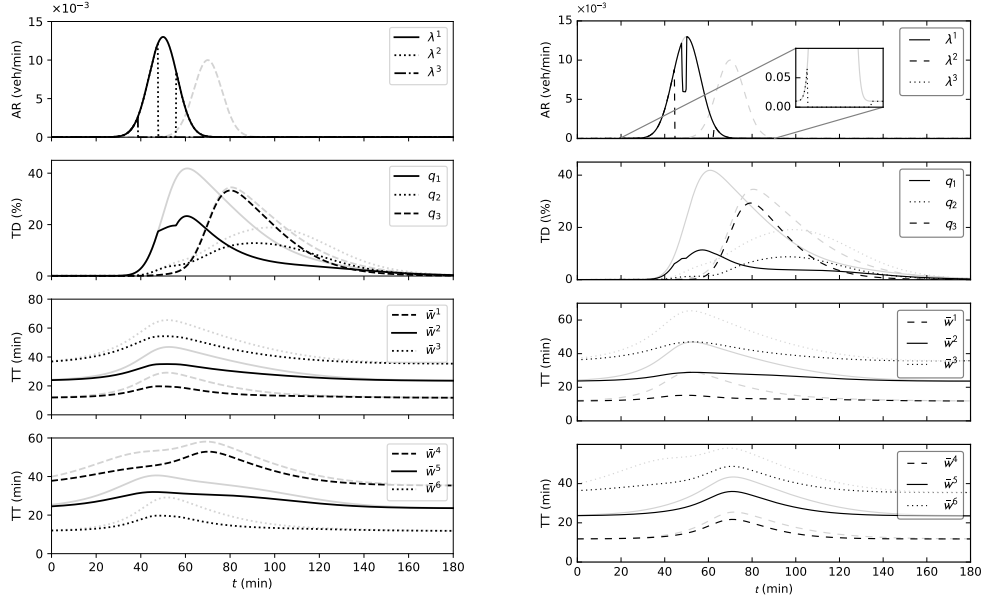 ×10⁻³
15
10
5
0
AR (veh/min)
λ¹
λ²
λ³
40
20
0
TD (%)
q₁
q₂
q₃
80
60
40
20
0
TT (min)
w̄¹
w̄²
w̄³
60
40
20
0
TT (min)
w̄⁴
w̄⁵
w̄⁶
0 20 40 60 80 100 120 140 160 180
t (min)
×10⁻³
15
10
5
0
AR (veh/min)
0.05
0.00
λ¹
λ²
λ³
40
20
0
TD (\%)
q₁
q₂
q₃
60
40
20
0
TT (min)
w̄¹
w̄²
w̄³
40
20
0
TT (min)
w̄⁴
w̄⁵
w̄⁶
0 20 40 60 80 100 120 140 160 180
t (min)